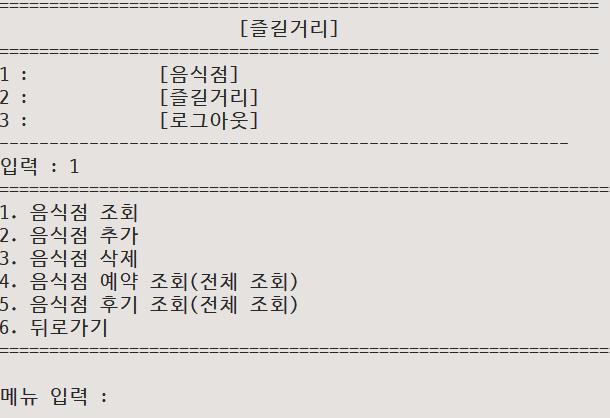 ============================================================
[즐길거리]
============================================================
1 : [음식점]
2 : [즐길거리]
3 : [로그아웃]
---------------------------------------------------------
입력 : 1
=============================================================
1. 음식점 조회
2. 음식점 추가
3. 음식점 삭제
4. 음식점 예약 조회(전체 조회)
5. 음식점 후기 조회(전체 조회)
6. 뒤로가기
=============================================================
메뉴 입력 :